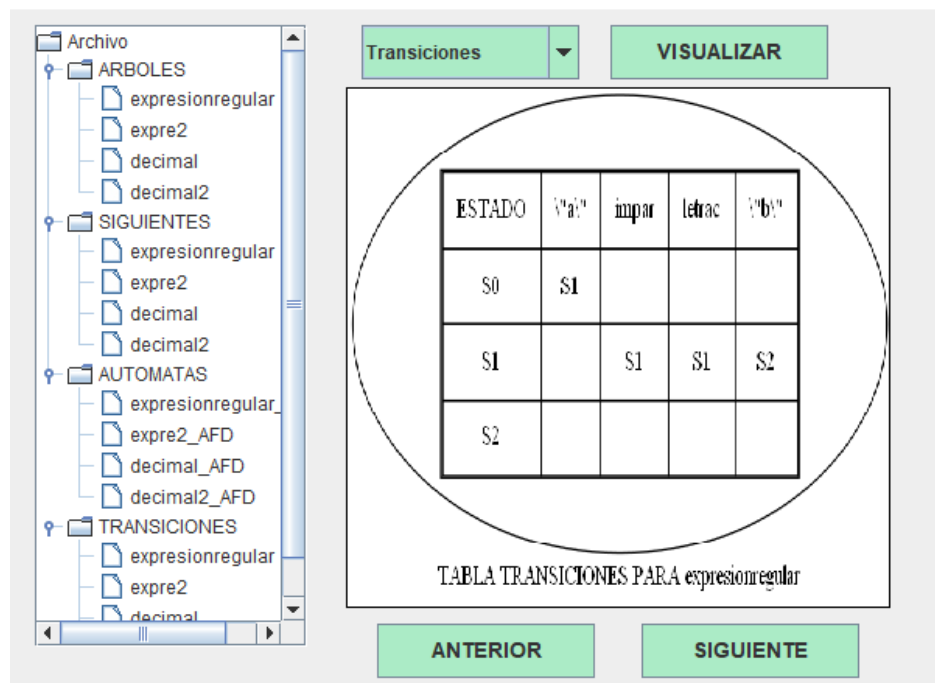 Archivo
ARBOLES
expresionregular
expre2
decimal
decimal2
SIGUIENTES
expresionregular
expre2
decimal
decimal2
AUTOMATAS
expresionregular_
expre2_AFD
decimal_AFD
decimal2_AFD
TRANSICIONES
expresionregular
expre2
decimal
Transiciones
VISUALIZAR
ESTADO \"a\" impar letrac \"b\"
S0 S1
S1 S1 S1 S2
S2
TABLA TRANSICIONES PARA expresionregular
ANTERIOR
SIGUIENTE